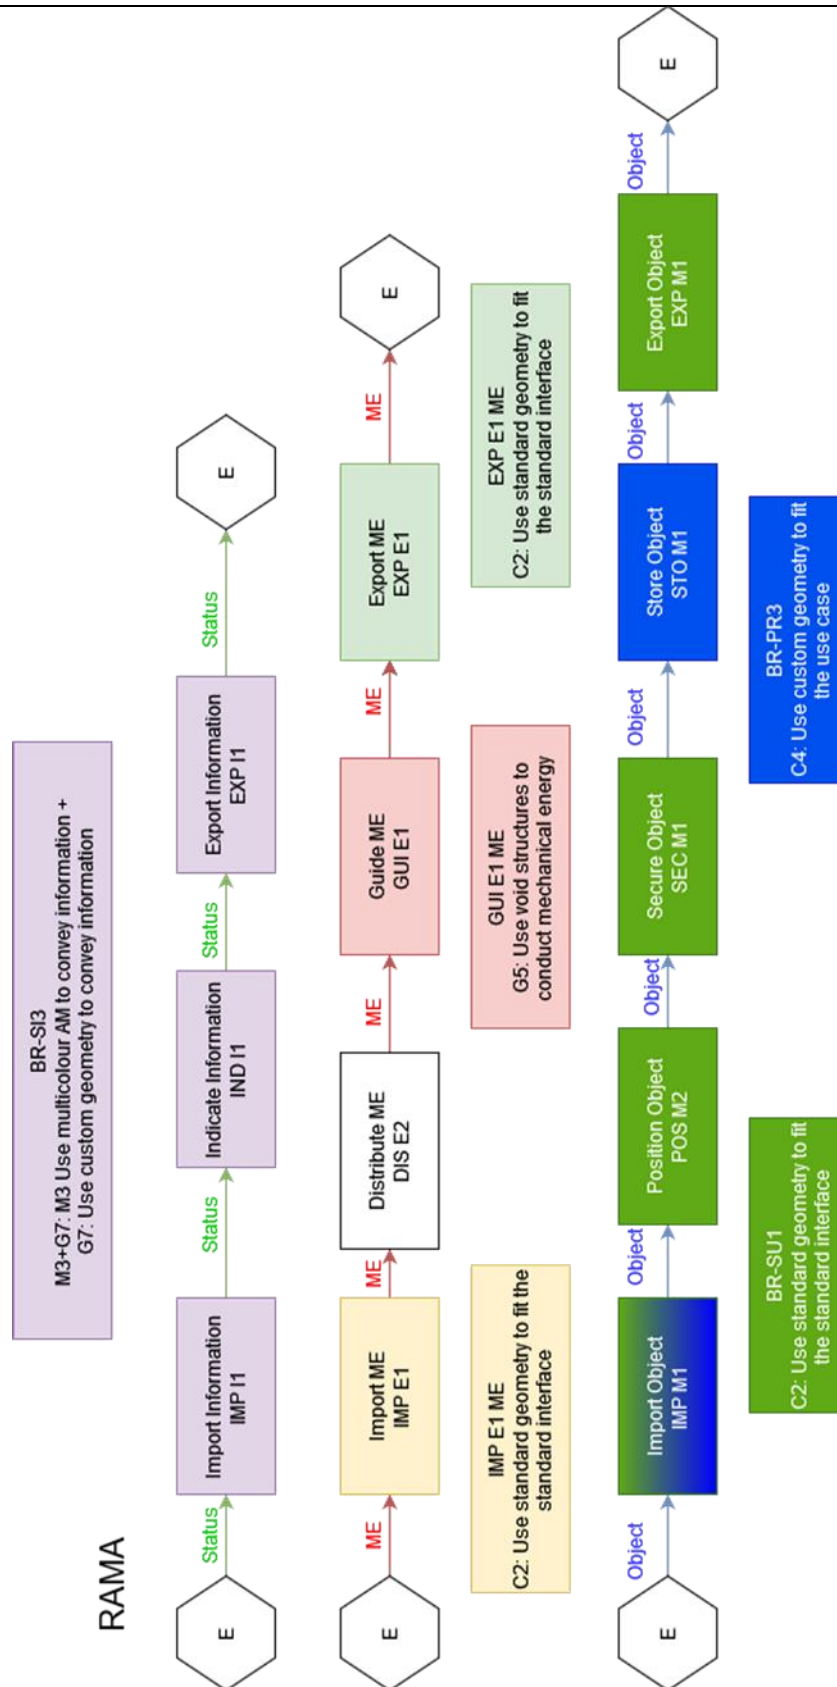 RAMA
BR-SI3
M3+G7: M3 Use multicolour AM to convey information +
G7: Use custom geometry to convey information
E
Status
Import Information
IMP I1
Status
Indicate Information
IND I1
Status
Export Information
EXP I1
Status
E
E
ME
Import ME
IMP E1
ME
Distribute ME
DIS E2
ME
Guide ME
GUI E1
ME
Export ME
EXP E1
ME
E
IMP E1 ME
C2: Use standard geometry to fit the
standard interface
GUI E1 ME
G5: Use void structures to
conduct mechanical energy
EXP E1 ME
C2: Use standard geometry to fit
the standard interface
E
Object
Import Object
IMP M1
Object
Position Object
POS M2
Object
Secure Object
SEC M1
Object
Store Object
STO M1
Object
Export Object
EXP M1
Object
E
BR-SU1
C2: Use standard geometry to fit
the standard interface
BR-PR3
C4: Use custom geometry to fit
the use case